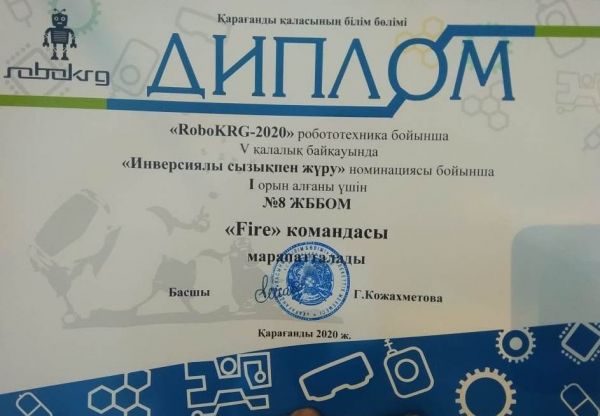 Қарағанды қаласының білім бөлімі
robokrg
ДИПЛОМ
«RoboKRG-2020» робототехника бойынша
V қалалық байқауында
«Инверсиялы сызықпен жүру» номинациясы бойынша
І орын алғаны үшін
№8 ЖББОМ
«Fire» командасы
марапатталады
Басшы
Г.Кожахметова
Қарағанды 2020 ж.